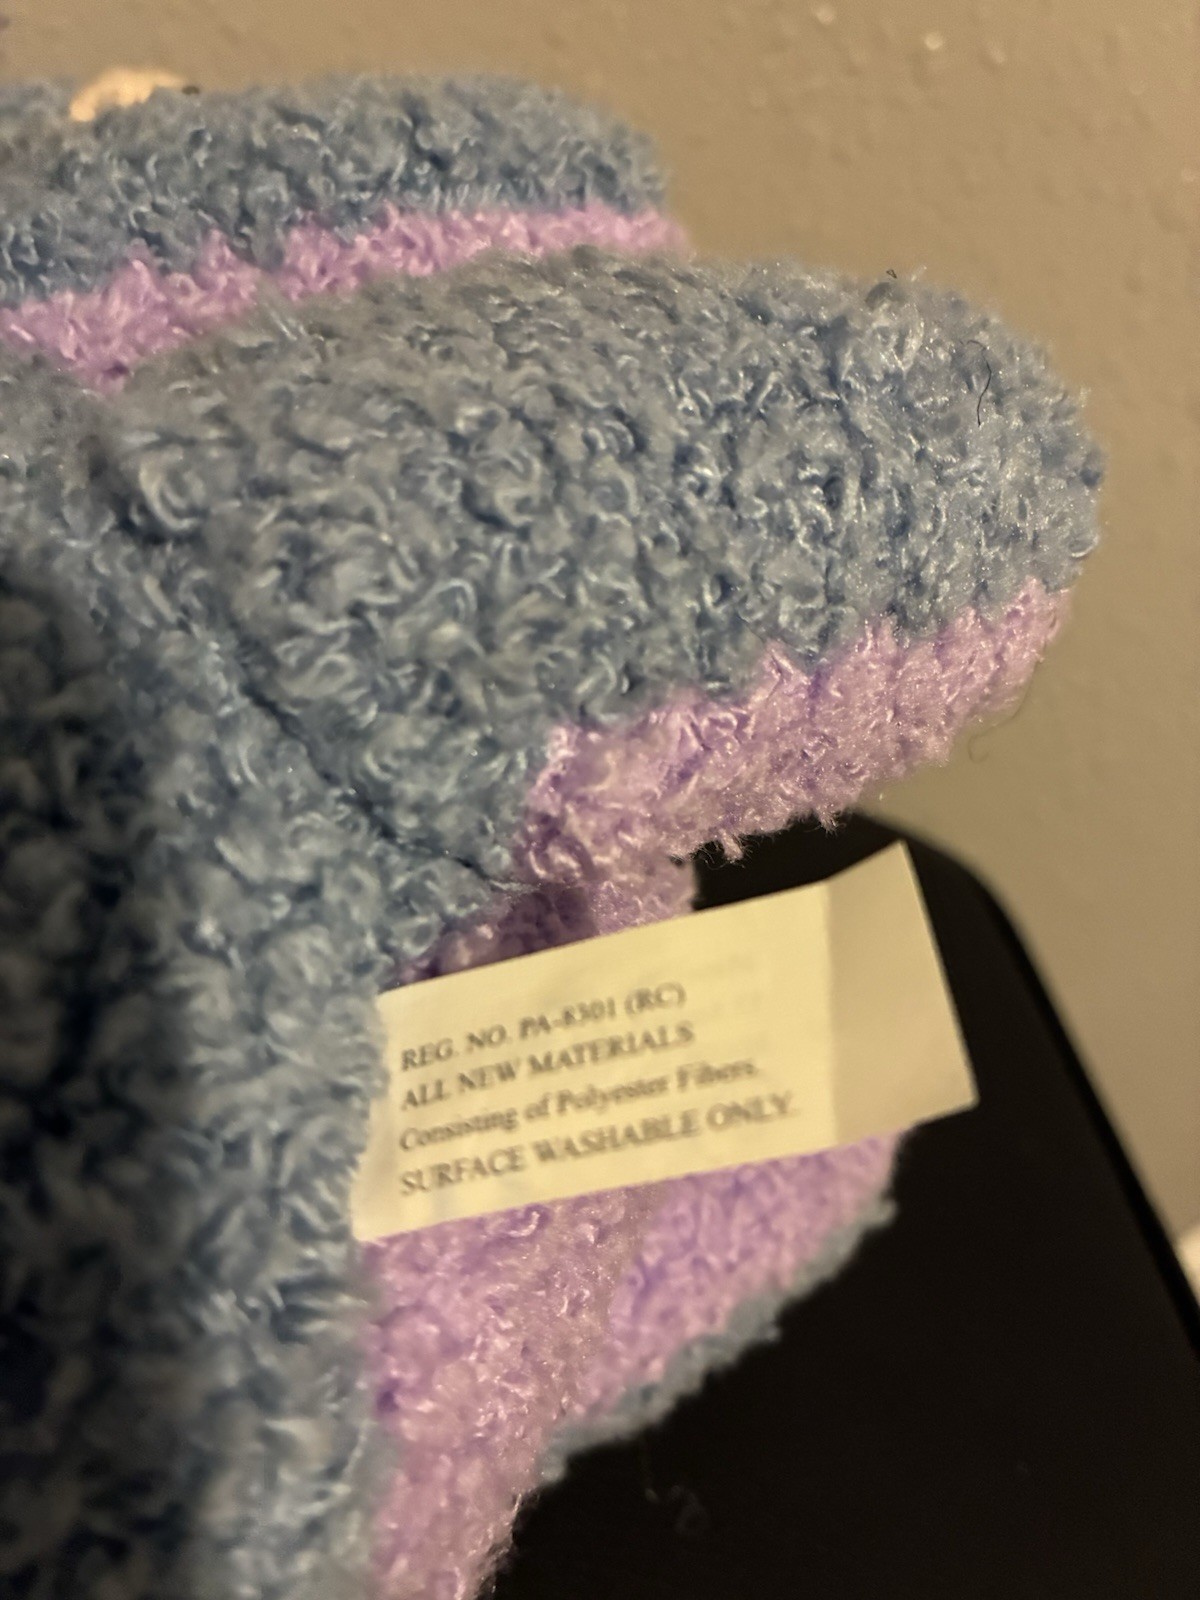 REG. NO. PA-8301 (RC)
ALL NEW MATERIALS
Consisting of Polyester Fibers.
SURFACE WASHABLE ONLY.